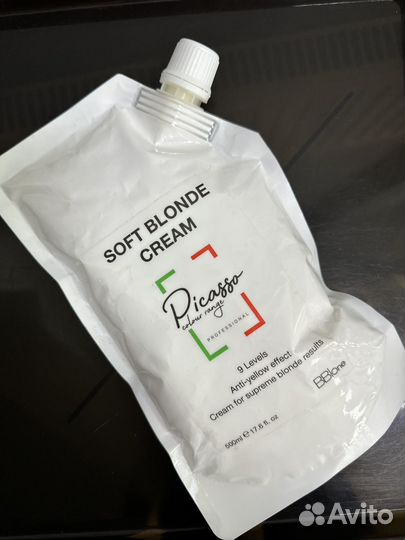 SOFT BLONDE
CREAM
Picasso
colour range
PROFESSIONAL
9 Levels
Anti-yellow effect
Cream for supreme blonde results
500ml e 17.6 fl. oz
BBone
Avito